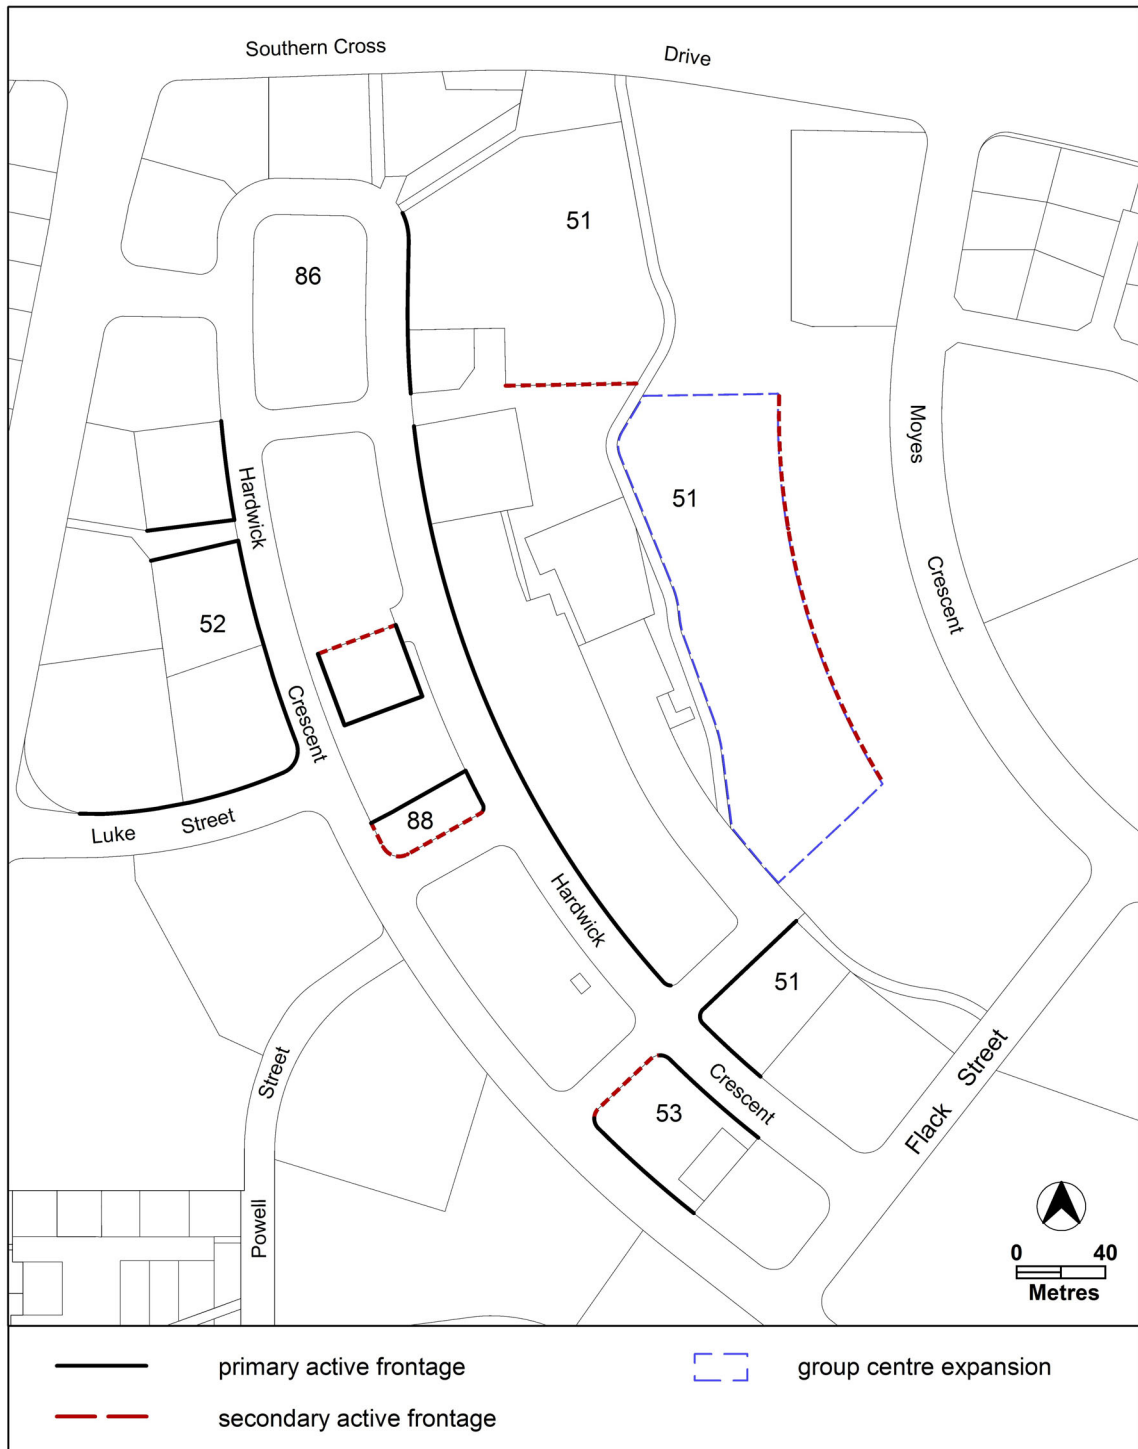 Southern Cross Drive
51
86
Moyes
Hardwick
51
Crescent
52
Crescent
88
Luke Street
Hardwick
51
Street
Crescent
53
Flack Street
Powell
0 40
Metres
primary active frontage
group centre expansion
secondary active frontage